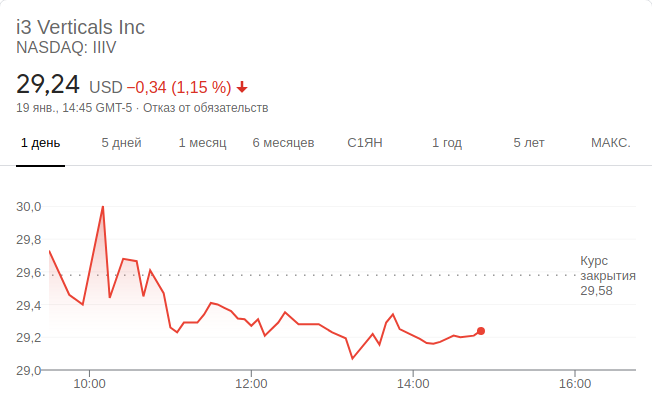 i3 Verticals Inc
NASDAQ: IIIV
29,24 USD −0,34 (1,15 %)
19 янв., 14:45 GMT-5 · Отказ от обязательств
1 день 5 дней 1 месяц 6 месяцев С1ЯН 1 год 5 лет МАКС.
30,0
29,8
Курс
29,6 закрытия
29,58
29,4
29,2
29,0
10:00 12:00 14:00 16:00